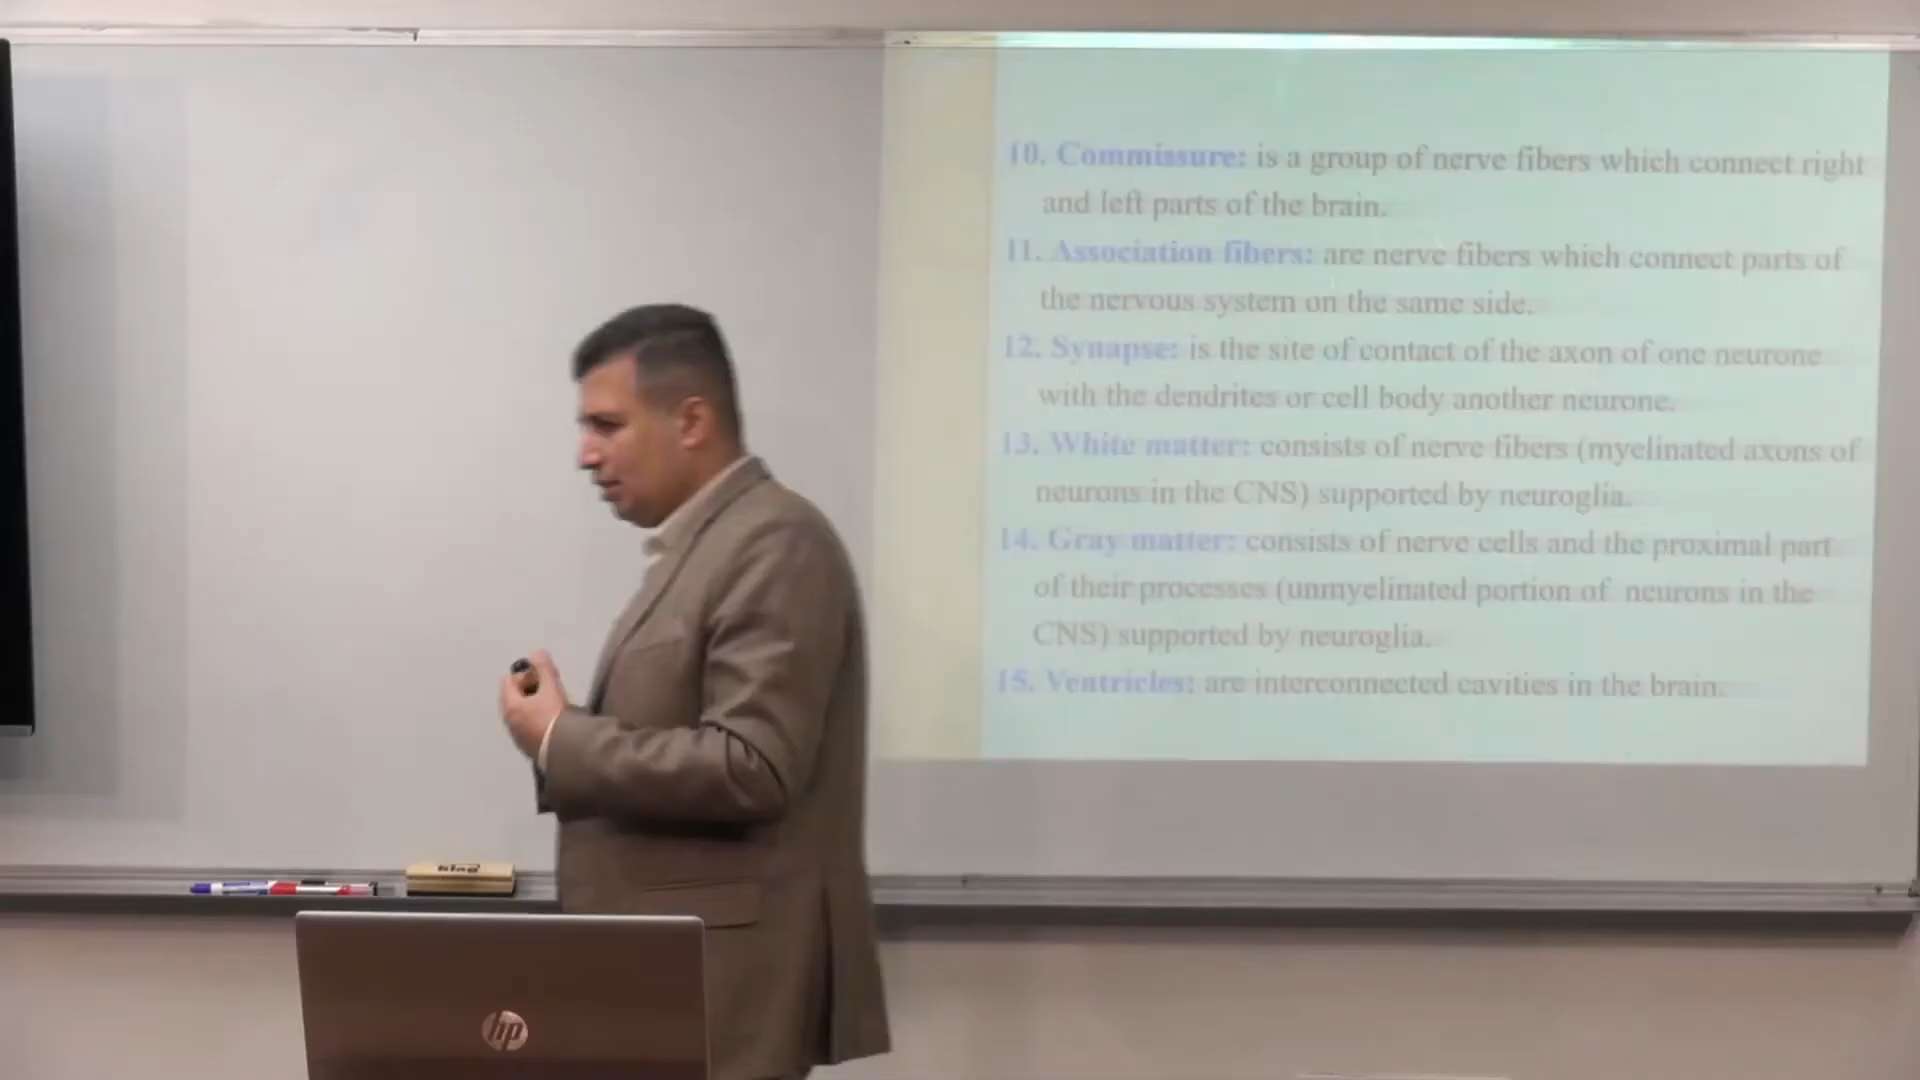 10. Commissure: is a group of nerve fibers which connect right
and left parts of the brain.
11. Association fibers: are nerve fibers which connect parts of
the nervous system on the same side.
12. Synapse: is the site of contact of the axon of one neurone
with the dendrites or cell body another neurone.
13. White matter: consists of nerve fibers (myelinated axons of
neurons in the CNS) supported by neuroglia.
14. Gray matter: consists of nerve cells and the proximal part
of their processes (unmyelinated portion of neurons in the
CNS) supported by neuroglia.
15. Ventricles: are interconnected cavities in the brain.
hp